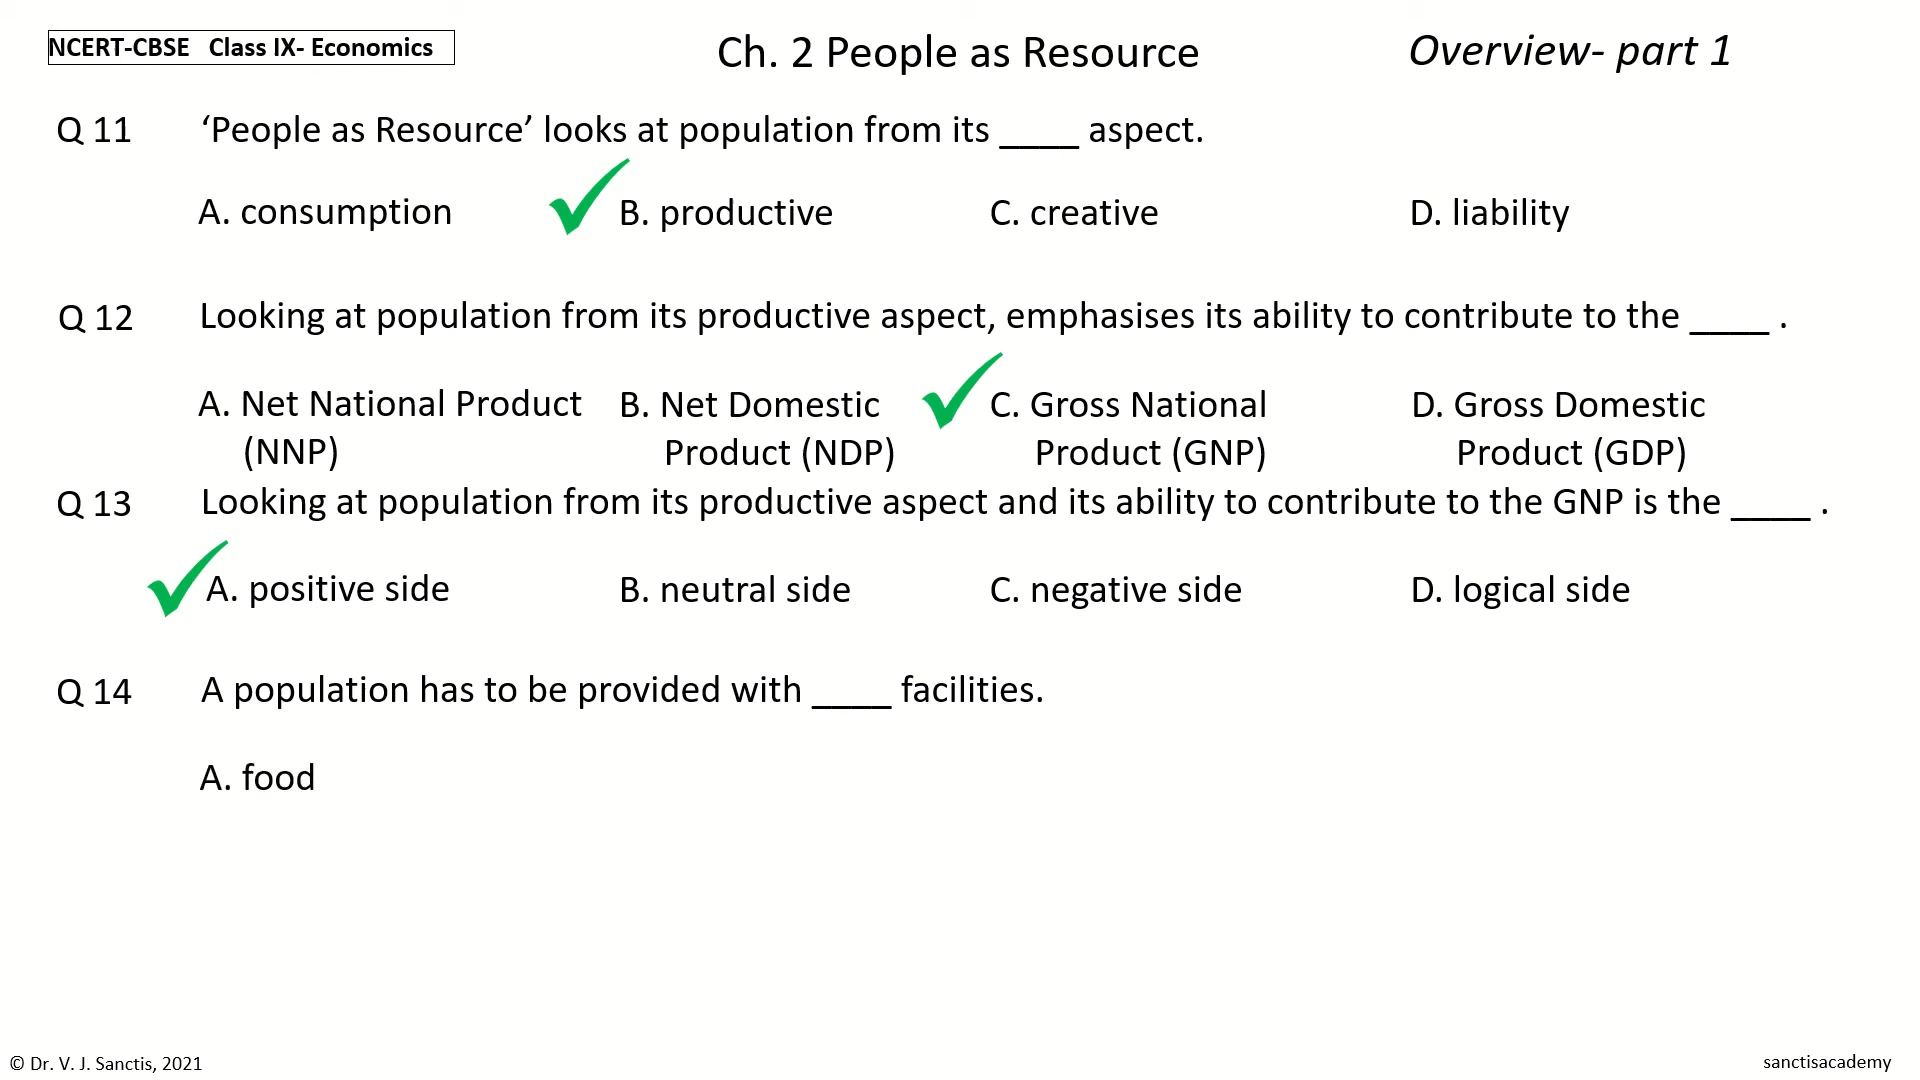 NCERT-CBSE Class IX- Economics
Ch. 2 People as Resource
Overview- part 1
Q 11 ‘People as Resource’ looks at population from its ____ aspect.
A. consumption B. productive C. creative D. liability
Q 12 Looking at population from its productive aspect, emphasises its ability to contribute to the ____ .
A. Net National Product B. Net Domestic C. Gross National D. Gross Domestic
(NNP) Product (NDP) Product (GNP) Product (GDP)
Q 13 Looking at population from its productive aspect and its ability to contribute to the GNP is the ____ .
A. positive side B. neutral side C. negative side D. logical side
Q 14 A population has to be provided with ____ facilities.
A. food
© Dr. V. J. Sanctis, 2021
sanctisacademy